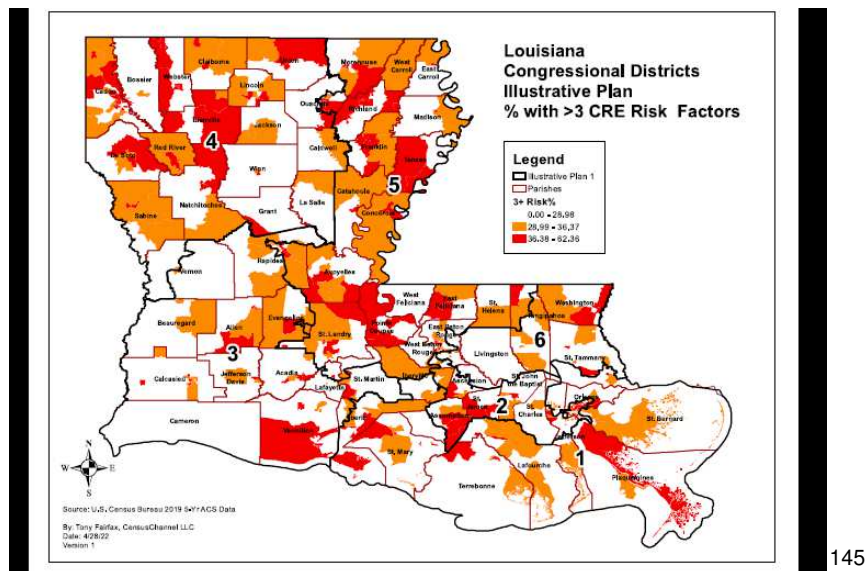 Louisiana
Congressional Districts
Illustrative Plan
% with >3 CRE Risk Factors
Legend
Illustrative Plan 1
Parishes
3+ Risk%
0.00 - 28.98
28.99 - 36.37
36.38 - 62.36
Claiborne
Morehouse
West
Carroll
East
Carroll
Bossier
Webster
Lincoln
Ouachita
Richland
Madison
Jackson
Bienville
4
Red River
De Soto
Caldwell
Franklin
Tensas
Winn
5
Catahoula
Natchitoches
La Salle
Sabine
Grant
Concordia
Vernon
Rapides
Avoyelles
West
Feliciana
East
Feliciana
St.
Helena
Washington
Tangipahoa
Beauregard
Allen
Evangeline
St. Landry
Pointe
Coupee
East Baton
Rouge
West Baton
Rouge
6
3
Livingston
St. Tammany
Calcasieu
Jefferson
Davis
Acadia
Lafayette
St. Martin
Iberville
Ascension
St. John
the Baptist
Cameron
Vermilion
Iberia
Assumption
St.
James
2
St.
Charles
Orleans
St. Bernard
Jefferson
1
St. Mary
Lafourche
Plaquemines
Terrebonne
N
W
E
S
Source: U.S. Census Bureau 2019 5-Yr ACS Data
By: Tony Fairfax, CensusChannel LLC
Date: 4/28/22
Version 1
145